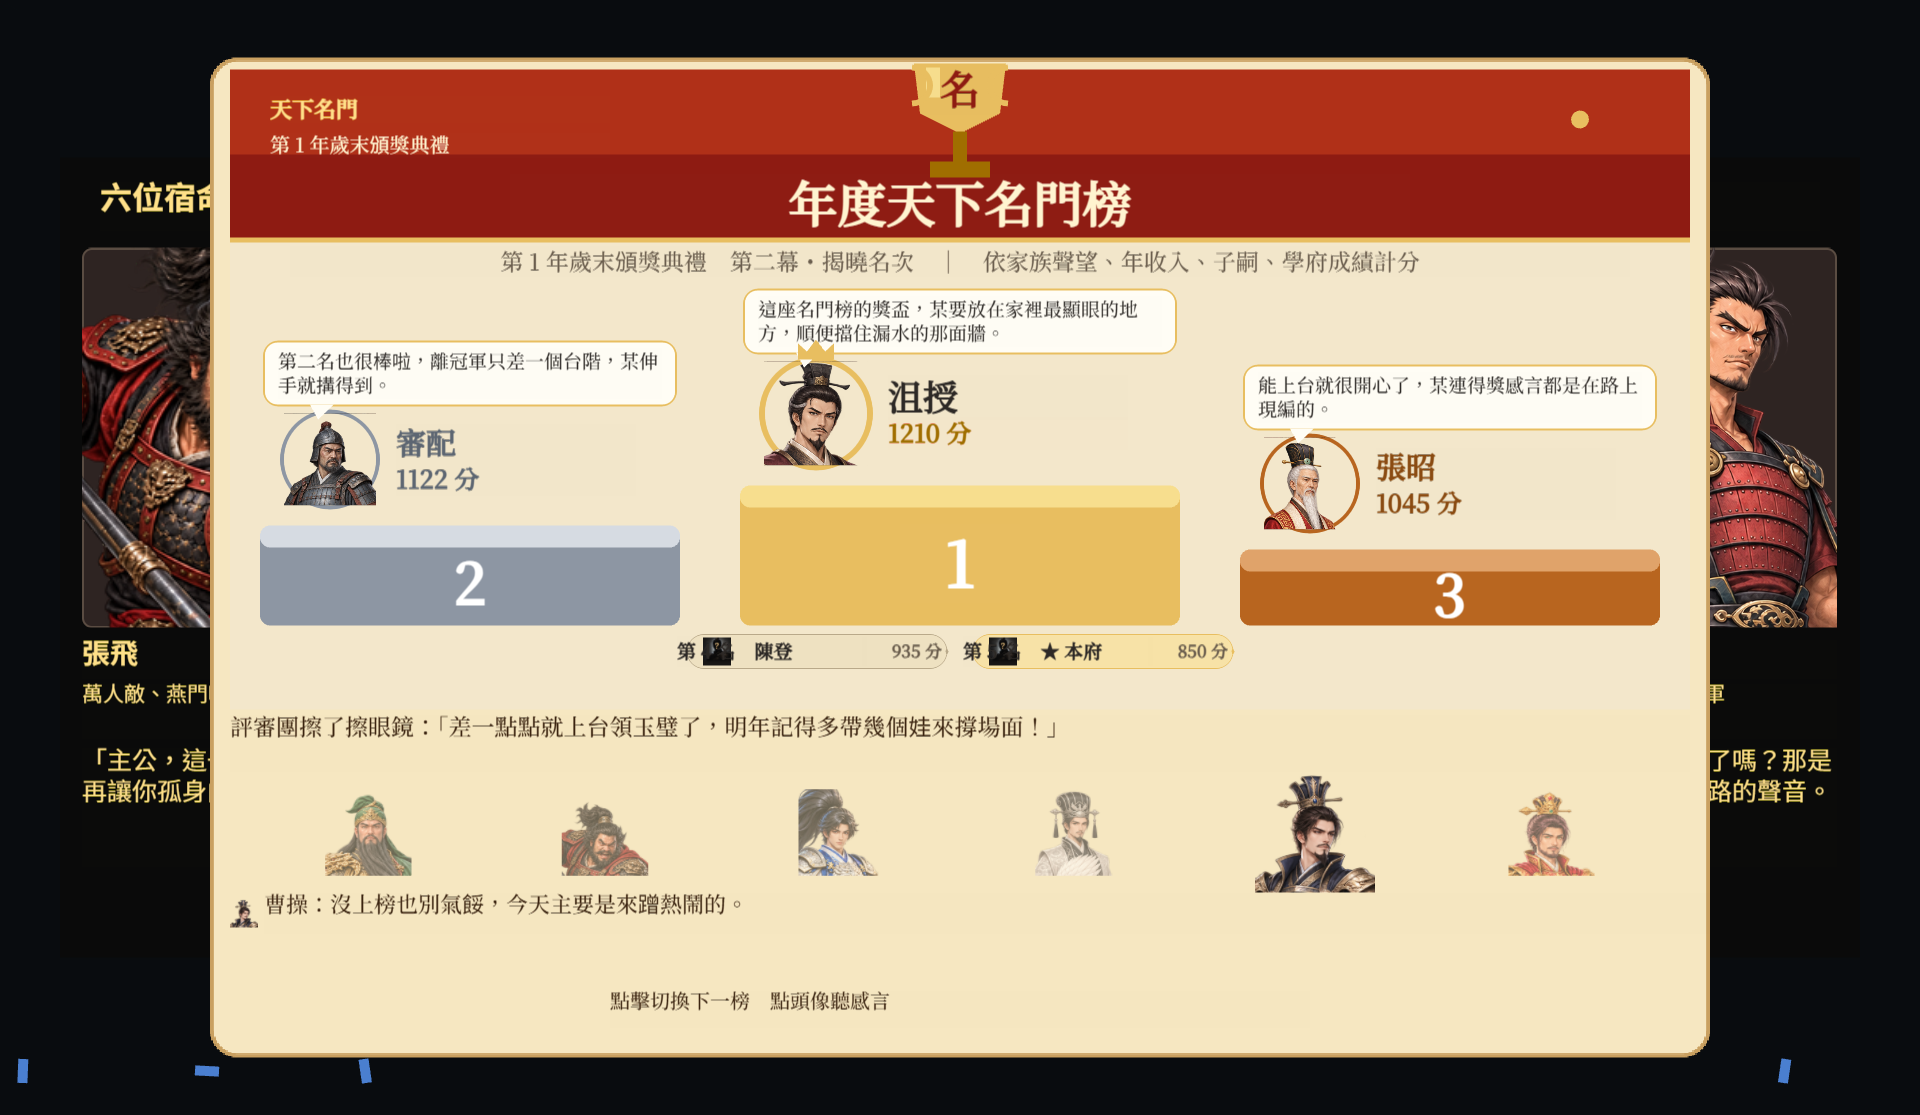 天下名門
第 1 年歲末頒獎典禮
名
年度天下名門榜
第 1 年歲末頒獎典禮　第二幕・揭曉名次　｜　依家族聲望、年收入、子嗣、學府成績計分
這座名門榜的獎盃，某要放在家裡最顯眼的地
方，順便擋住漏水的那面牆。
第二名也很棒啦，離冠軍只差一個台階，某伸
手就搆得到。
能上台就很開心了，某連得獎感言都是在路上
現編的。
審配
1122 分
沮授
1210 分
張昭
1045 分
2
1
3
第
陳登
935 分
第
★ 本府
850 分
評審團擦了擦眼鏡：「差一點點就上台領玉璧了，明年記得多帶幾個娃來撐場面！」
曹操：沒上榜也別氣餒，今天主要是來蹭熱鬧的。
點擊切換下一榜　點頭像聽感言
六位宿命
張飛
萬人敵、燕門
「主公，這
再讓你孤身
軍
了嗎？那是
路的聲音。